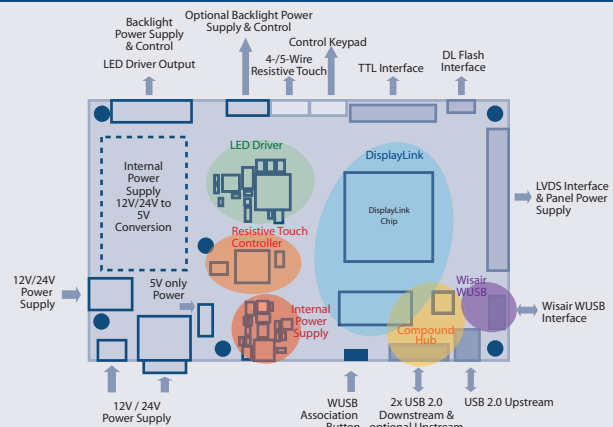 Backlight
Power Supply
& Control
LED Driver Output
Optional Backlight Power
Supply & Control
4-/5-Wire
Resistive Touch
Control Keypad
TTL Interface
DL Flash
Interface
LED Driver
DisplayLink
Internal
Power
Supply
12V/24V to
5V
Conversion
DisplayLink
Chip
LVDS Interface
& Panel Power
Supply
Resistive Touch
Controller
12V/24V
Power
Supply
5V only
Power
Internal
Power
Supply
Wisair
WUSB
Compound
Hub
Wisair WUSB
Interface
12V / 24V
Power Supply
WUSB
Association
Button
2x USB 2.0
Downstream &
optional Upstream
USB 2.0 Upstream